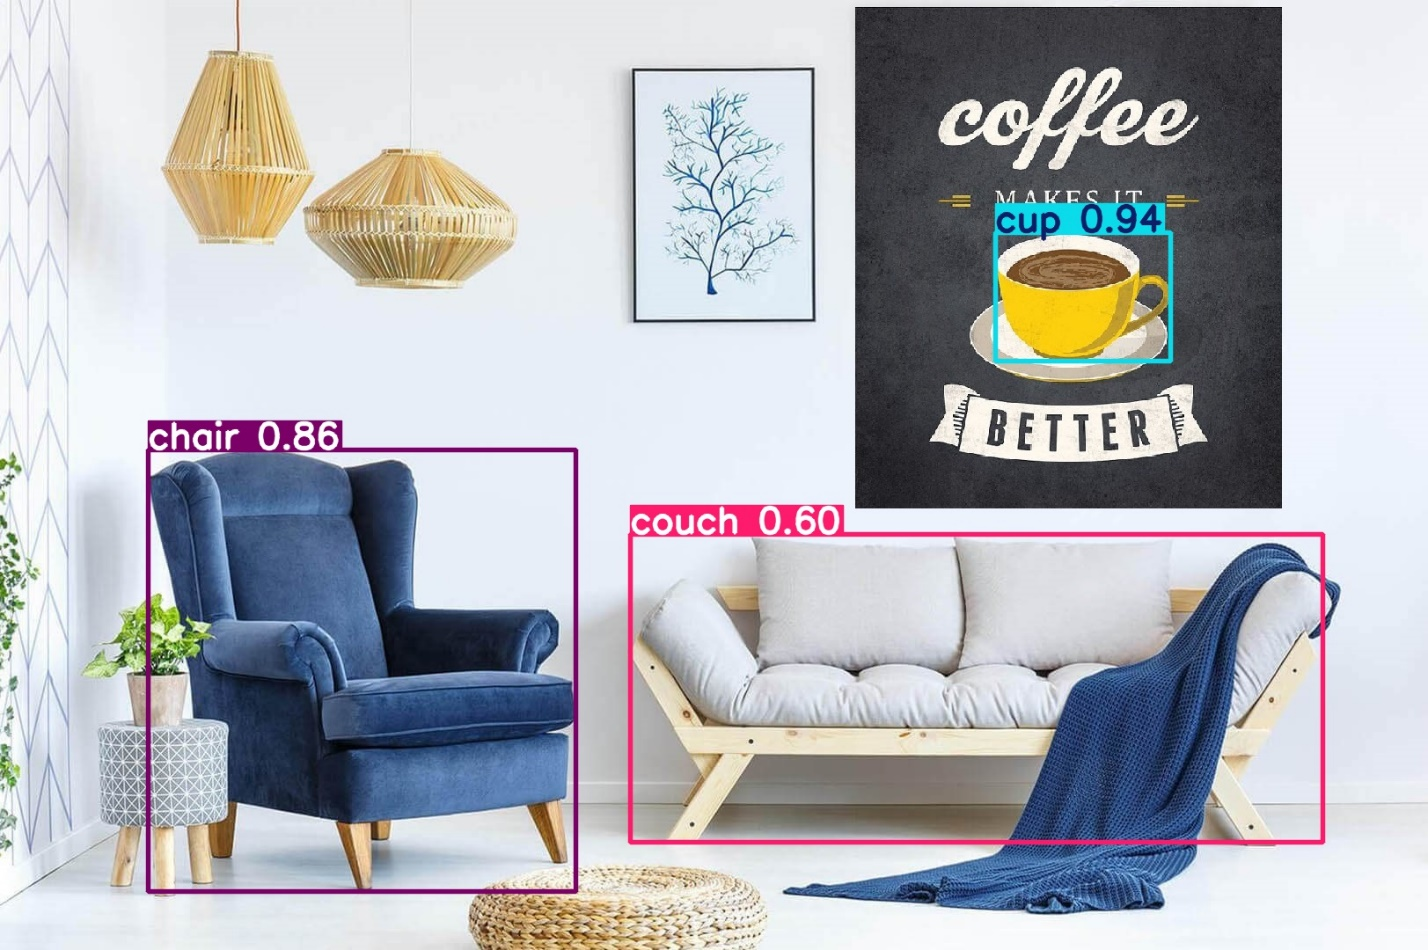 coffee
MAKES IT
cup 0.94
BETTER
chair 0.86
couch 0.60